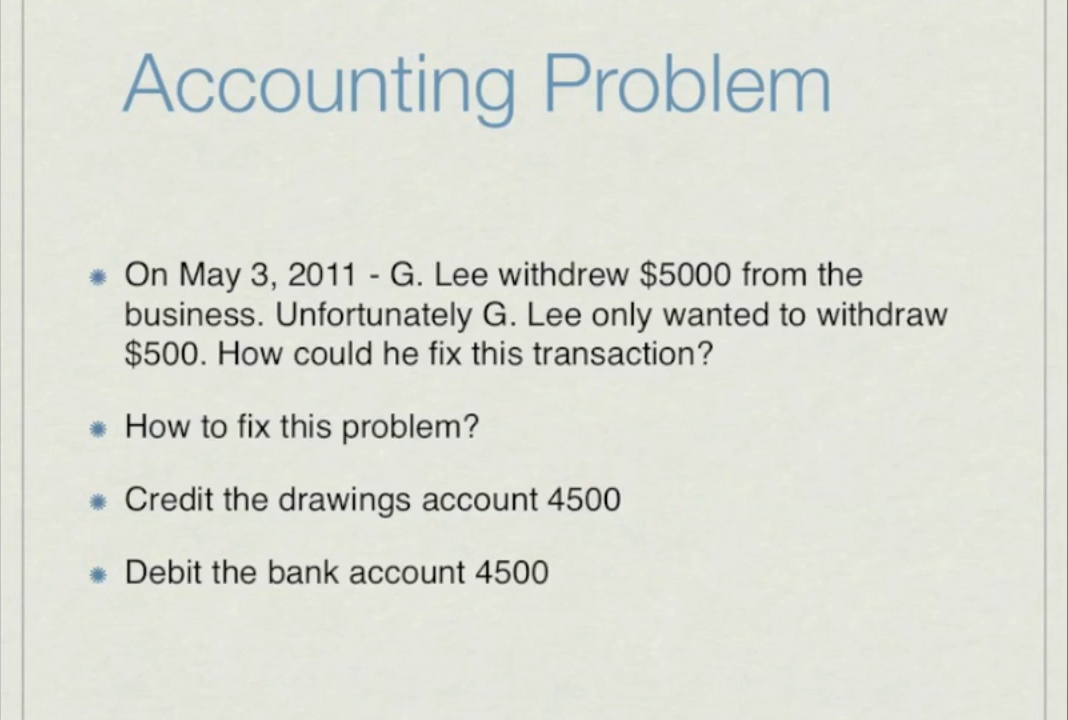 Accounting Problem
On May 3, 2011 - G. Lee withdrew $5000 from the
business. Unfortunately G. Lee only wanted to withdraw
$500. How could he fix this transaction?
How to fix this problem?
Credit the drawings account 4500
Debit the bank account 4500